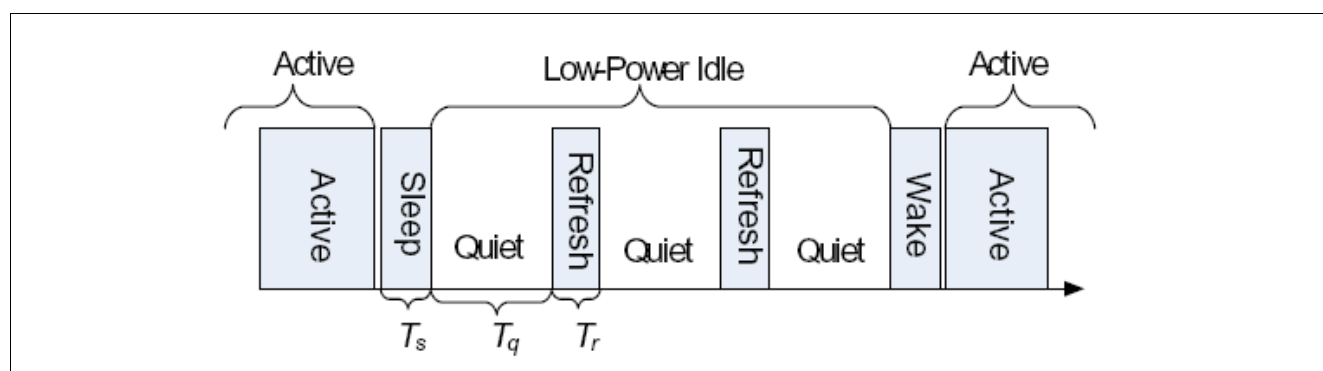 Active
Low-Power Idle
Active
Active
Sleep
Quiet
Refresh
Quiet
Refresh
Quiet
Wake
Active
Ts
Tq
Tr